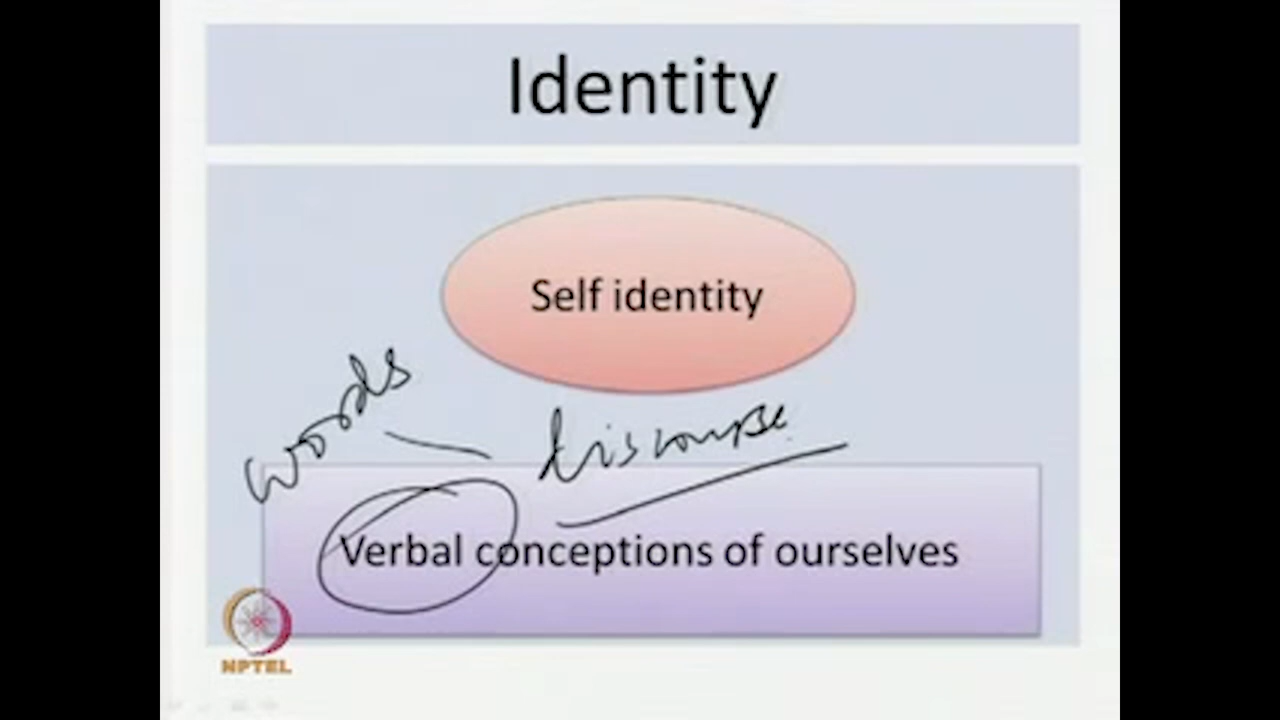 Identity
Self identity
words
discourse
Verbal conceptions of ourselves
NPTEL